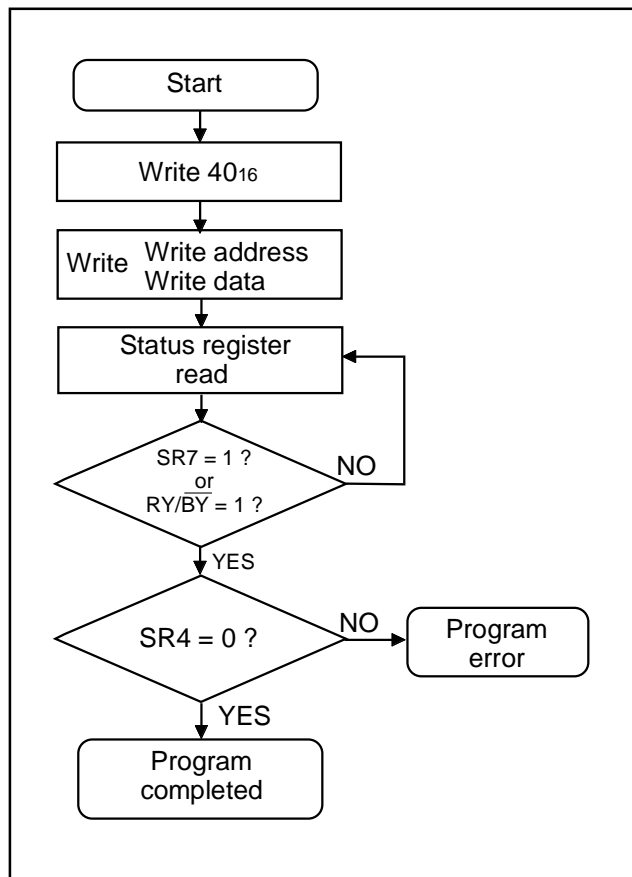 Start
Write 40₁₆
Write
Write address
Write data
Status register
read
SR7 = 1 ?
or
RY/B̅Y̅ = 1 ?
NO
YES
SR4 = 0 ?
NO
Program
error
YES
Program
completed